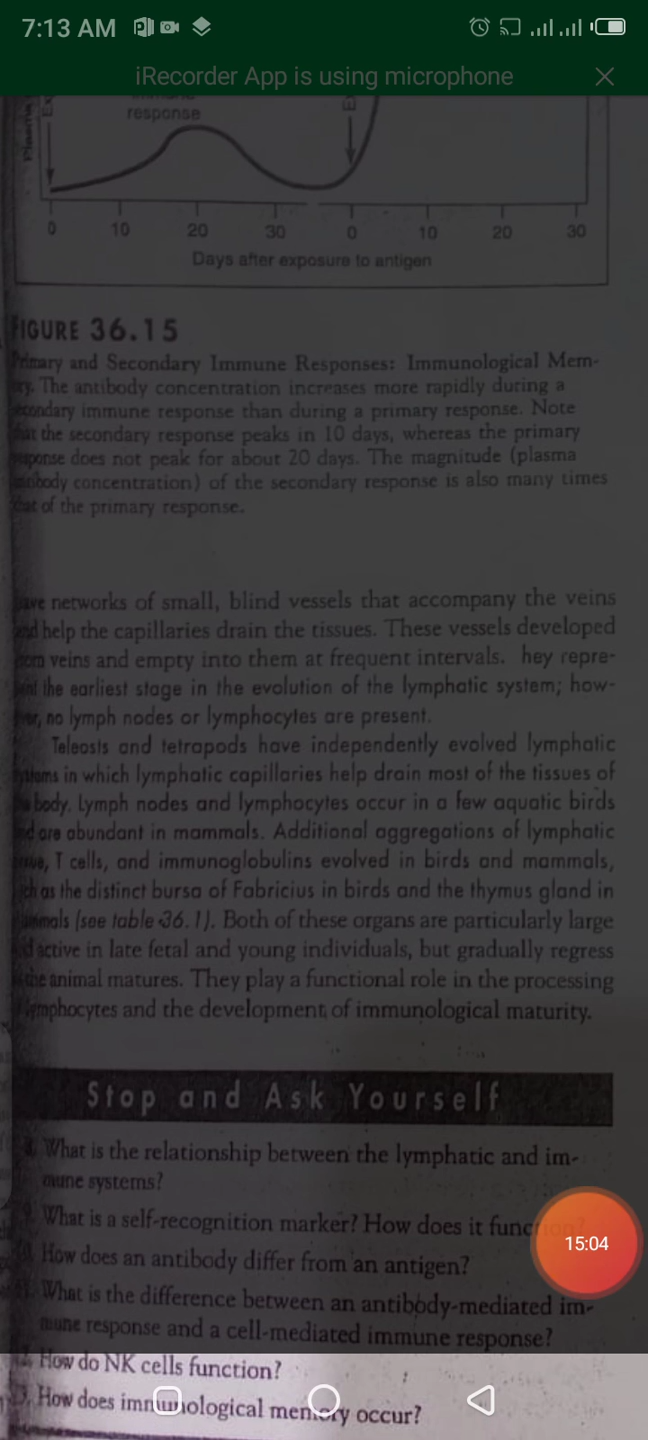 7:13 AM
iRecorder App is using microphone
response
0 10 20 30 0 10 20 30
Days after exposure to antigen
FIGURE 36.15
Primary and Secondary Immune Responses: Immunological Mem-
The antibody concentration increases more rapidly during a
secondary immune response than during a primary response. Note
that the secondary response peaks in 10 days, whereas the primary
response does not peak for about 20 days. The magnitude (plasma
antibody concentration) of the secondary response is also many times
that of the primary response.
networks of small, blind vessels that accompany the veins
and help the capillaries drain the tissues. These vessels developed
from veins and empty into them at frequent intervals. hey repre-
the earliest stage in the evolution of the lymphatic system; how-
no lymph nodes or lymphocytes are present.
Teleosts and tetrapods have independently evolved lymphatic
in which lymphatic capillaries help drain most of the tissues of
body. Lymph nodes and lymphocytes occur in a few aquatic birds
are abundant in mammals. Additional aggregations of lymphatic
T cells, and immunoglobulins evolved in birds and mammals,
as the distinct bursa of Fabricius in birds and the thymus gland in
(see table 36.1). Both of these organs are particularly large
active in late fetal and young individuals, but gradually regress
animal matures. They play a functional role in the processing
lymphocytes and the development of immunological maturity.
Stop and Ask Yourself
What is the relationship between the lymphatic and im-
mune systems?
What is a self-recognition marker? How does it
How does an antibody differ from an antigen?
What is the difference between an antibody-mediated im-
mune response and a cell-mediated immune response?
How do NK cells function?
How does immunological memory occur?
15:04